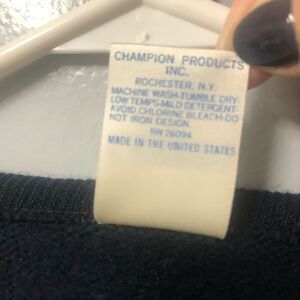 CHAMPION PRODUCTS
INC.
ROCHESTER, N.Y.
MACHINE WASH-TUMBLE DRY-
LOW TEMPS-MILD DETERGENT-
AVOID CHLORINE BLEACH-DO
NOT IRON DESIGN.
RN 26094
MADE IN THE UNITED STATES